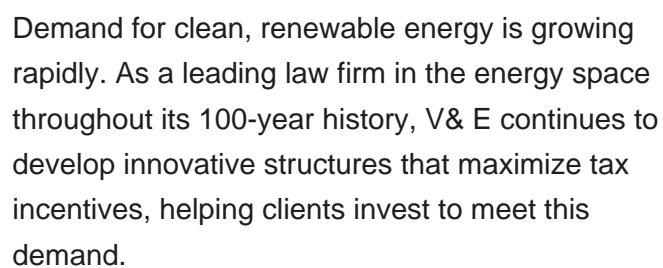 Demand for clean, renewable energy is growing
rapidly. As a leading law firm in the energy space
throughout its 100-year history, V& E continues to
develop innovative structures that maximize tax
incentives, helping clients invest to meet this
demand.